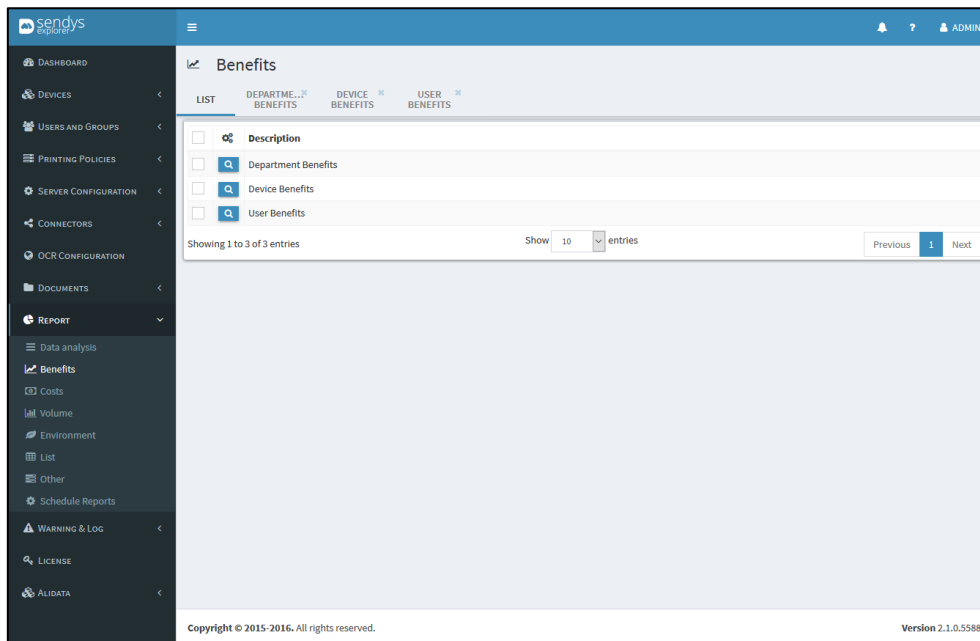 sendys
explorer
? ADMIN
DASHBOARD
DEVICES
USERS AND GROUPS
PRINTING POLICIES
SERVER CONFIGURATION
CONNECTORS
OCR CONFIGURATION
DOCUMENTS
REPORT
Data analysis
Benefits
Costs
Volume
Environment
List
Other
Schedule Reports
WARNING & LOG
LICENSE
ALIDATA
Benefits
LIST
DEPARTME...
BENEFITS
DEVICE
BENEFITS
USER
BENEFITS
Description
Department Benefits
Device Benefits
User Benefits
Showing 1 to 3 of 3 entries
Show 10 entries
Previous 1 Next
Copyright © 2015-2016. All rights reserved.
Version 2.1.0.5588